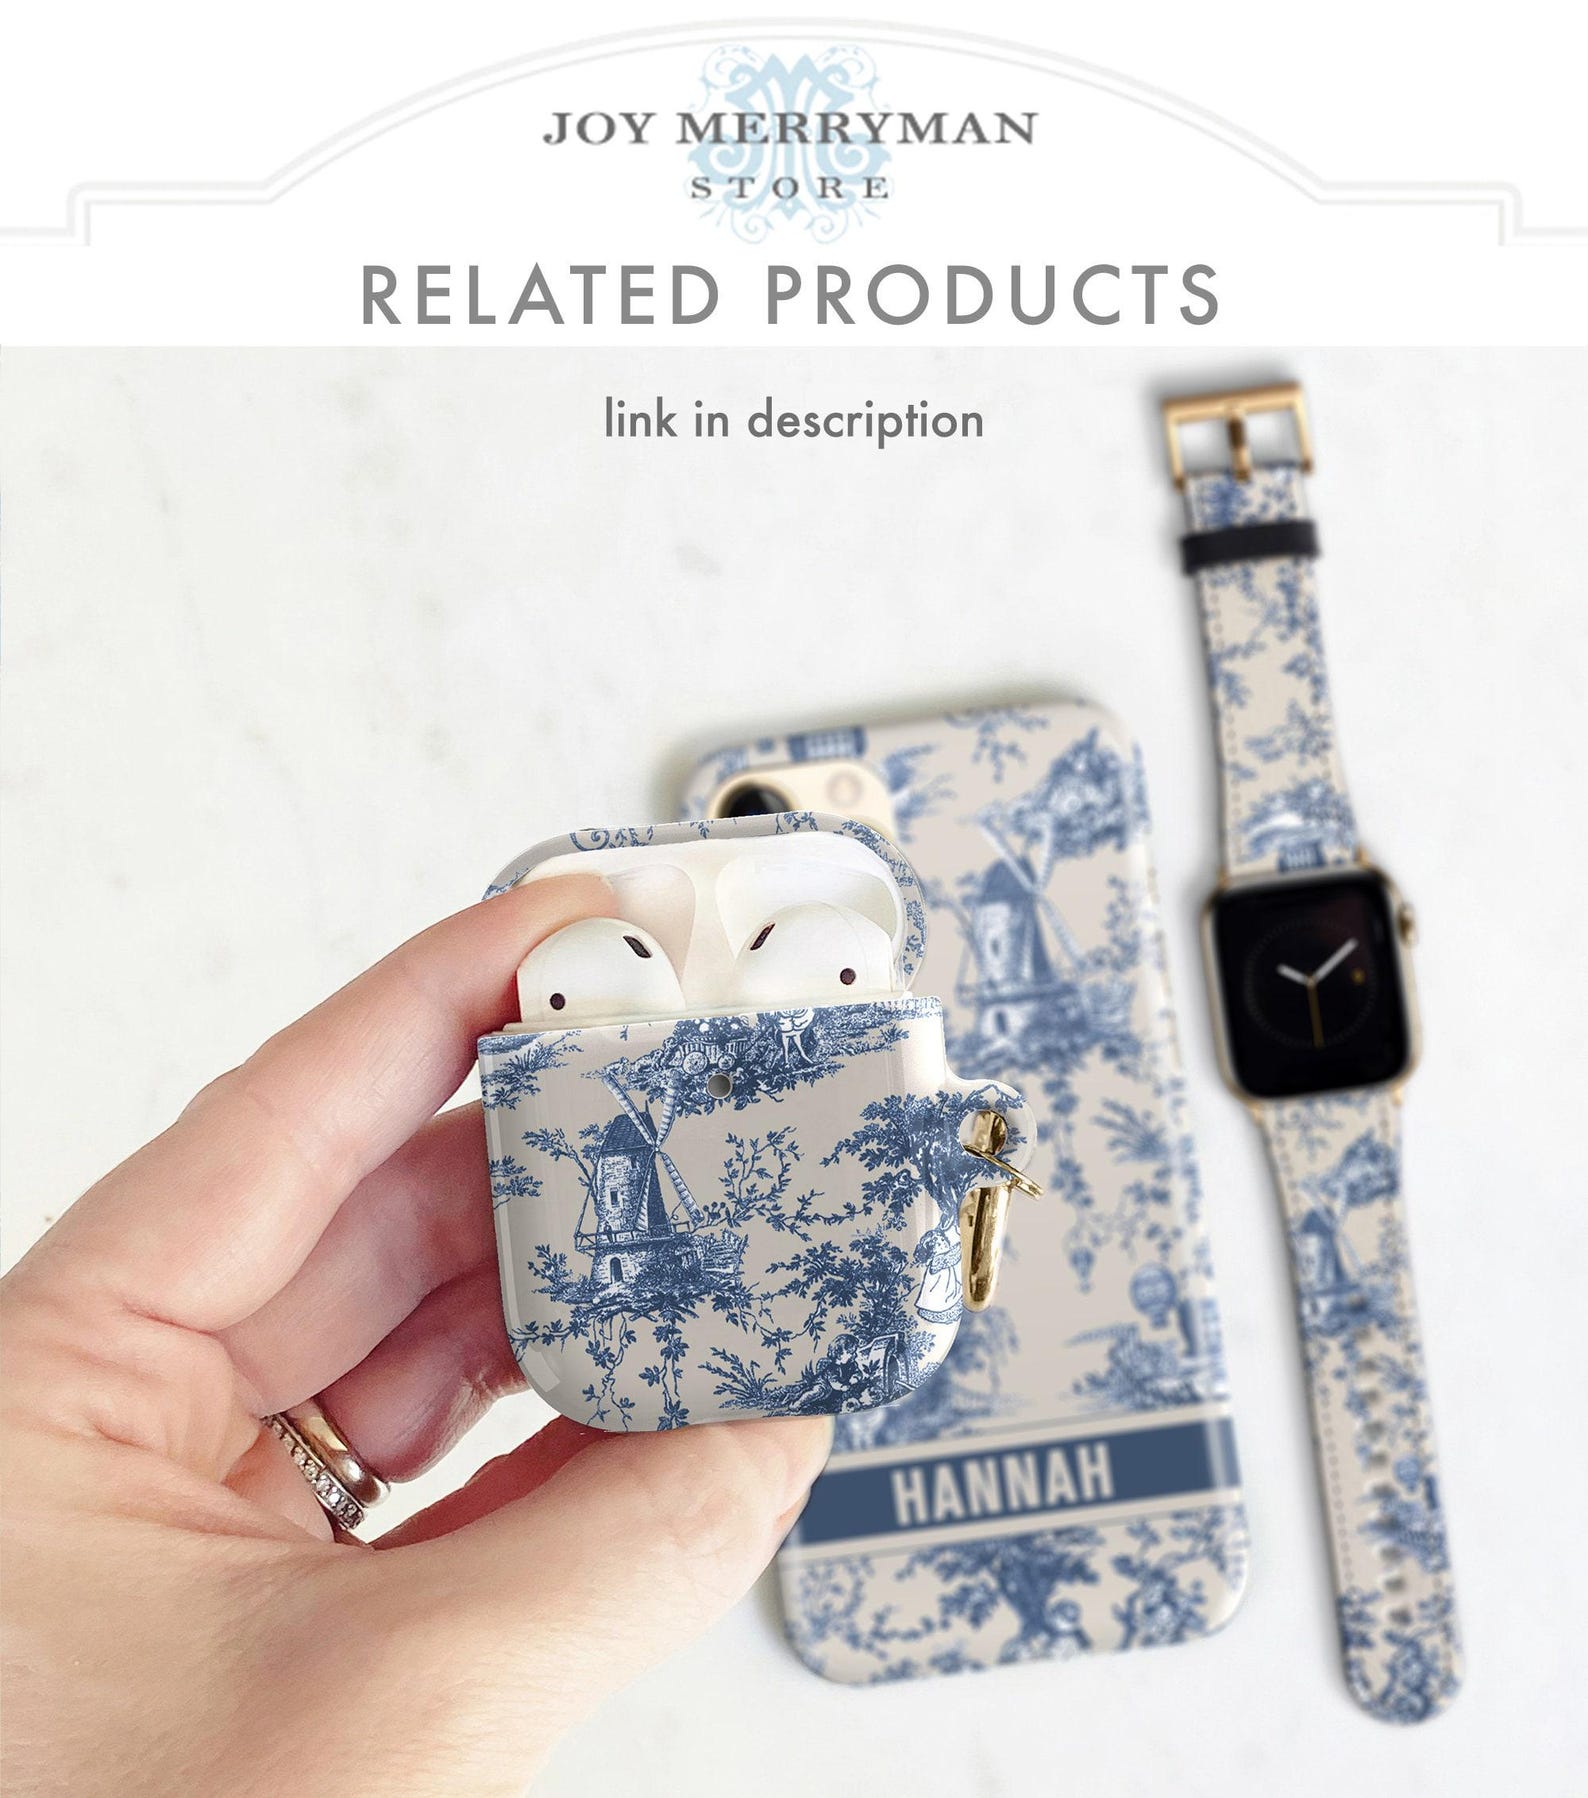 JOY MERRYMAN
STORE
RELATED PRODUCTS
link in description
HANNAH